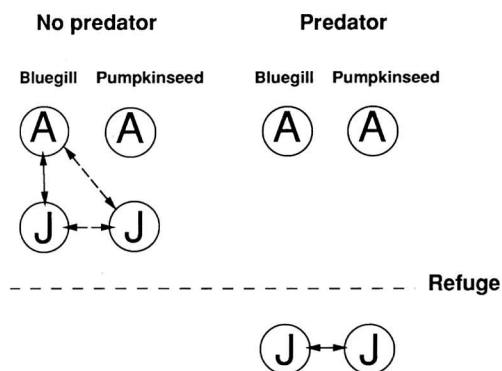 No predator Predator
Bluegill Pumpkinseed Bluegill Pumpkinseed
A A A A
J J
Refuge
J J